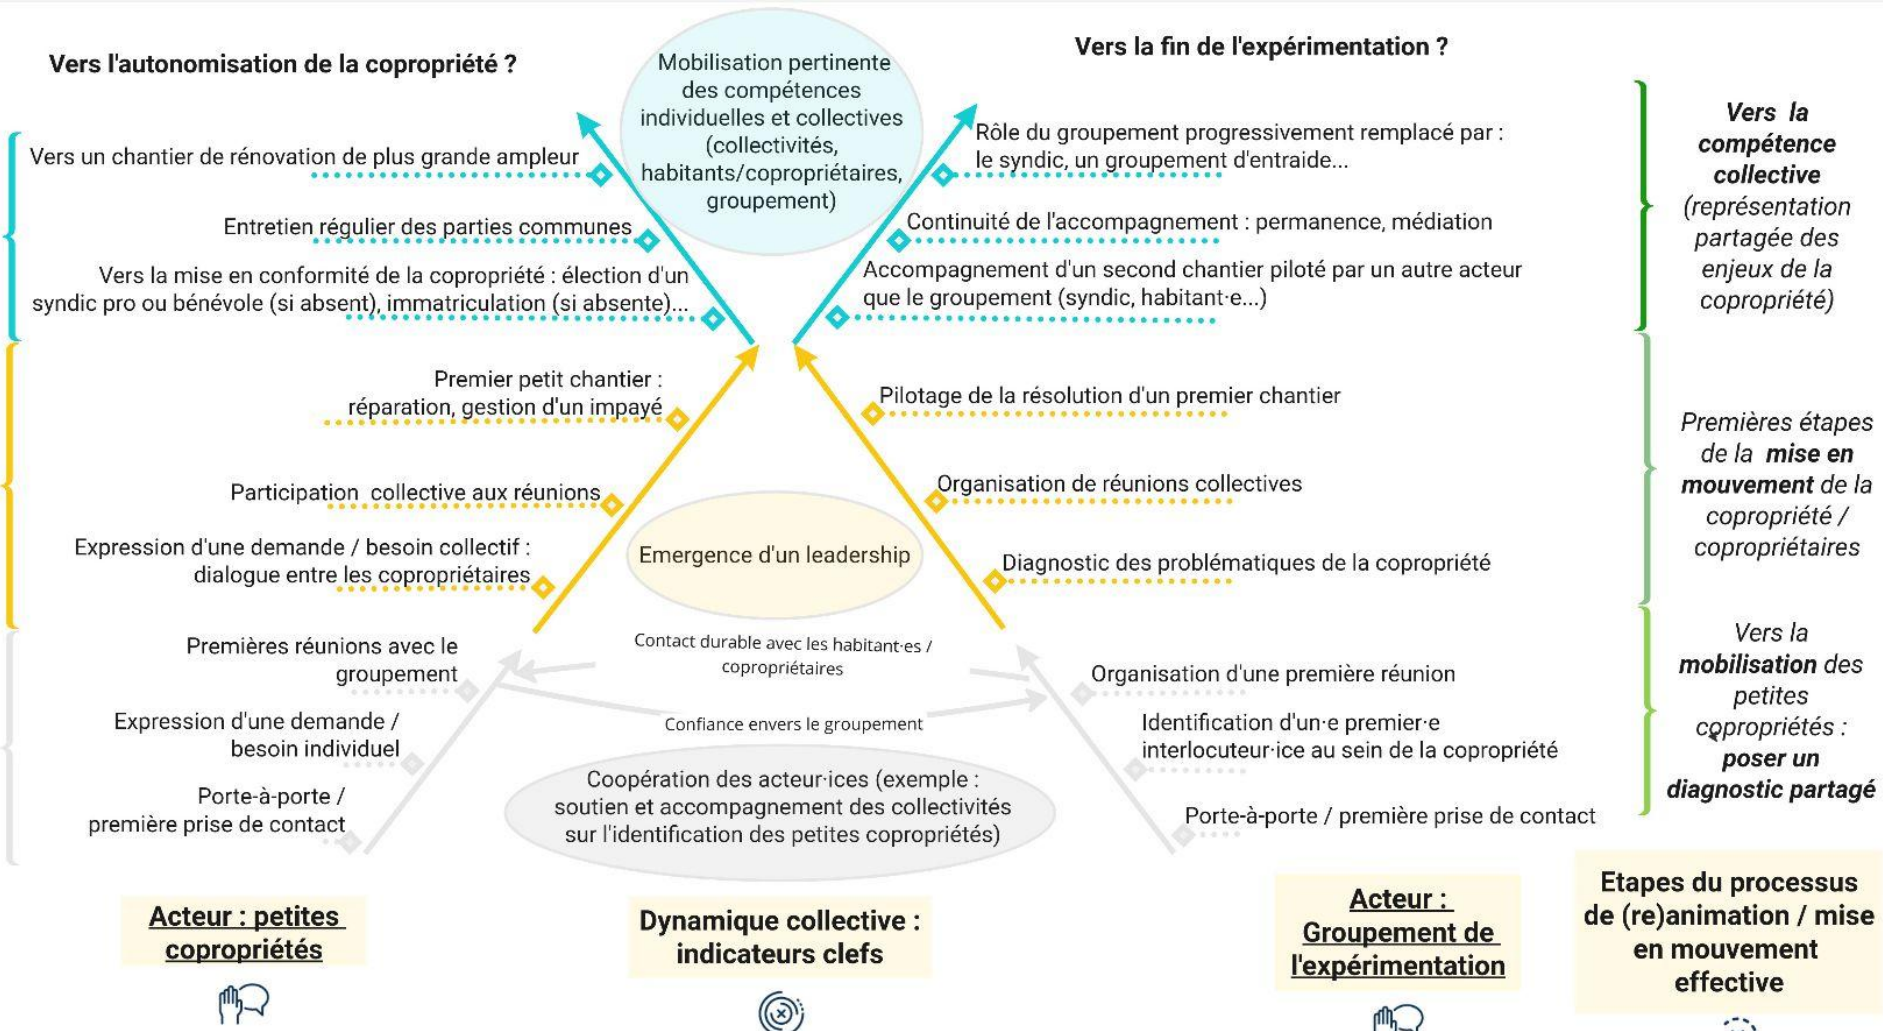 Vers l'autonomisation de la copropriété ?
Vers un chantier de rénovation de plus grande ampleur
Entretien régulier des parties communes
Vers la mise en conformité de la copropriété : élection d'un
syndic pro ou bénévole (si absent), immatriculation (si absente)...
Premier petit chantier :
réparation, gestion d'un impayé
Participation collective aux réunions
Expression d'une demande / besoin collectif :
dialogue entre les copropriétaires
Premières réunions avec le
groupement
Expression d'une demande /
besoin individuel
Porte-à-porte /
première prise de contact
Acteur : petites
copropriétés
Mobilisation pertinente
des compétences
individuelles et collectives
(collectivités,
habitants/copropriétaires,
groupement)
Emergence d'un leadership
Contact durable avec les habitant·es /
copropriétaires
Confiance envers le groupement
Coopération des acteur·ices (exemple :
soutien et accompagnement des collectivités
sur l'identification des petites copropriétés)
Dynamique collective :
indicateurs clefs
Vers la fin de l'expérimentation ?
Rôle du groupement progressivement remplacé par :
le syndic, un groupement d'entraide...
Continuité de l'accompagnement : permanence, médiation
Accompagnement d'un second chantier piloté par un autre acteur
que le groupement (syndic, habitant·e...)
Pilotage de la résolution d'un premier chantier
Organisation de réunions collectives
Diagnostic des problématiques de la copropriété
Organisation d'une première réunion
Identification d'un·e premier·e
interlocuteur·ice au sein de la copropriété
Porte-à-porte / première prise de contact
Acteur :
Groupement de
l'expérimentation
Vers la
compétence
collective
(représentation
partagée des
enjeux de la
copropriété)
Premières étapes
de la mise en
mouvement de la
copropriété /
copropriétaires
Vers la
mobilisation des
petites
copropriétés :
poser un
diagnostic partagé
Etapes du processus
de (re)animation / mise
en mouvement
effective